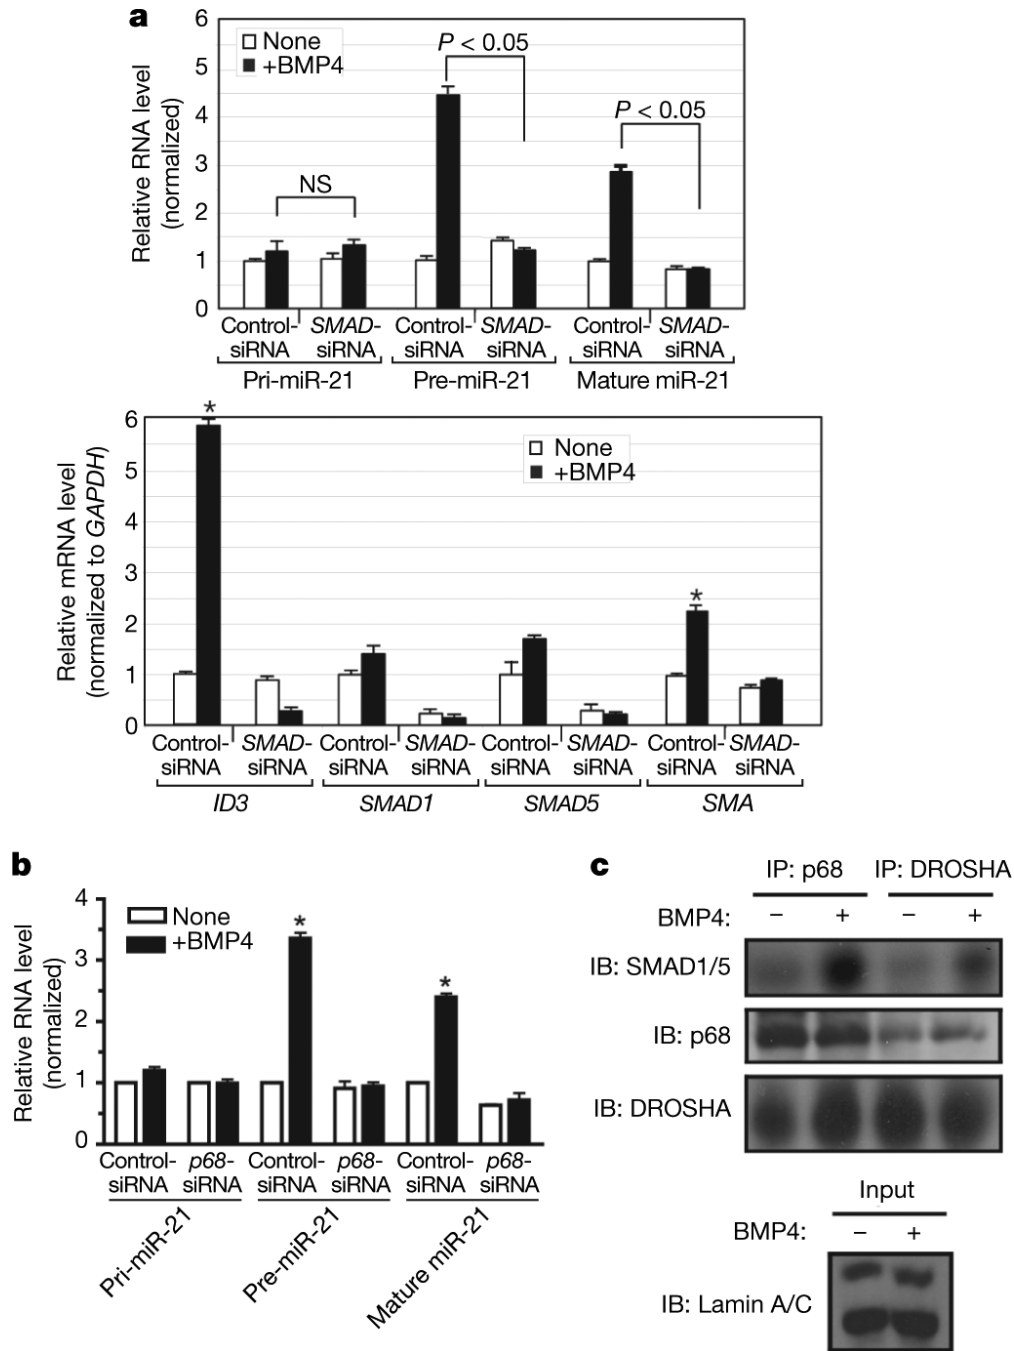 a
6
5
4
3
2
1
0
Relative RNA level
(normalized)
None
+BMP4
NS
P < 0.05
P < 0.05
Control-
siRNA
SMAD-
siRNA
Control-
siRNA
SMAD-
siRNA
Control-
siRNA
SMAD-
siRNA
Pri-miR-21
Pre-miR-21
Mature miR-21
6
5
4
3
2
1
0
Relative mRNA level
(normalized to GAPDH)
None
+BMP4
*
*
Control-
siRNA
SMAD-
siRNA
Control-
siRNA
SMAD-
siRNA
Control-
siRNA
SMAD-
siRNA
Control-
siRNA
SMAD-
siRNA
ID3
SMAD1
SMAD5
SMA
b
4
3
2
1
0
Relative RNA level
(normalized)
None
+BMP4
*
*
Control-
siRNA
p68-
siRNA
Control-
siRNA
p68-
siRNA
Control-
siRNA
p68-
siRNA
Pri-miR-21
Pre-miR-21
Mature miR-21
c
IP: p68 IP: DROSHA
BMP4: − + − +
IB: SMAD1/5
IB: p68
IB: DROSHA
Input
BMP4: − +
IB: Lamin A/C